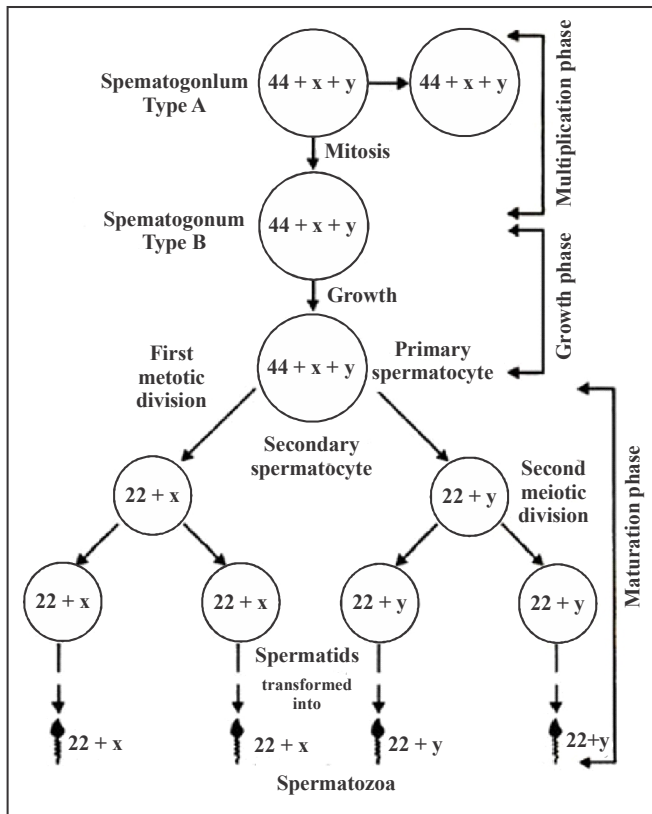 Spematogonlum
Type A
44 + x + y
44 + x + y
Mitosis
Multiplication phase
Spematogonum
Type B
44 + x + y
Growth
Growth phase
First
metotic
division
44 + x + y
Primary
spermatocyte
Secondary
spermatocyte
22 + x
22 + y
Second
meiotic
division
Maturation phase
22 + x
22 + x
22 + y
22 + y
Spermatids
transformed
into
22 + x
22 + x
22 + y
22+y
Spermatozoa